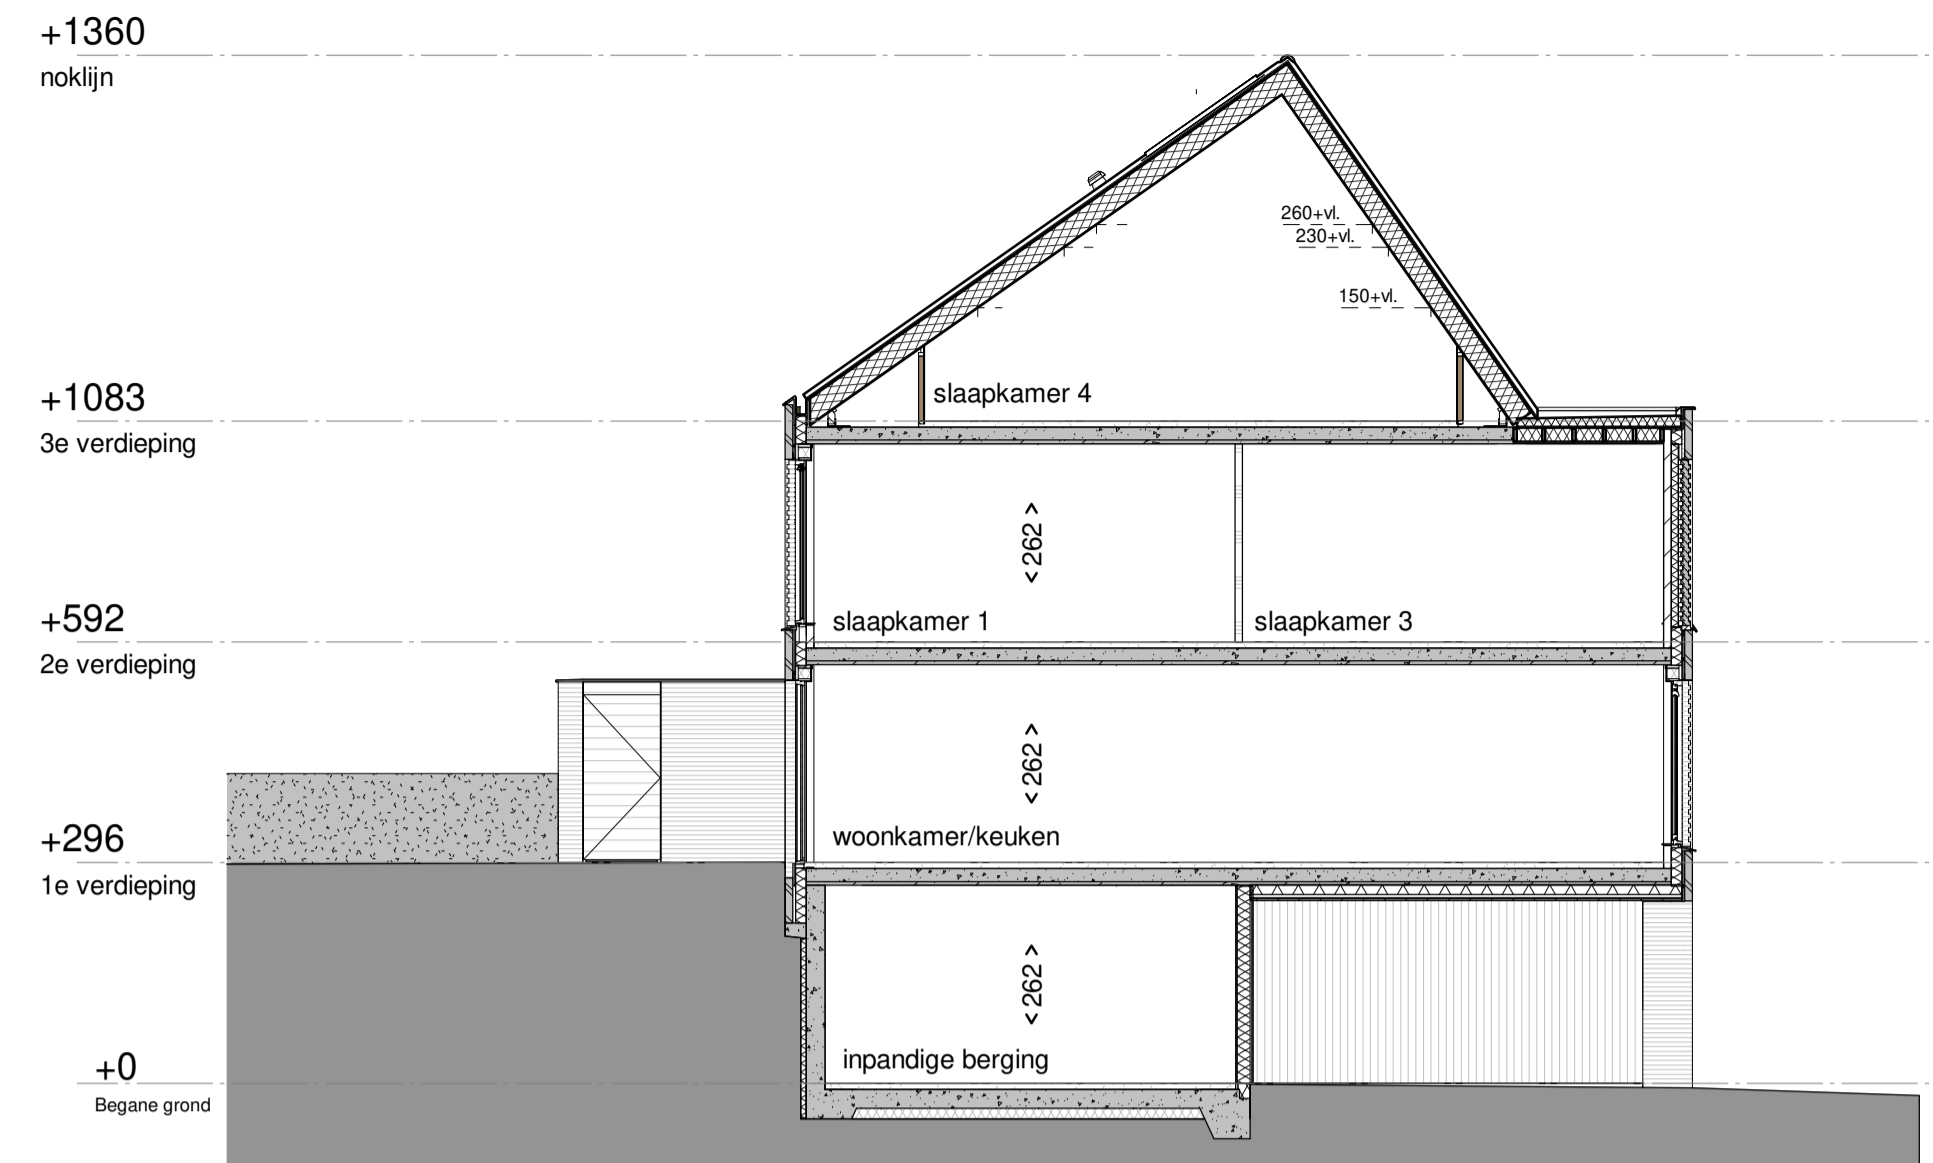 +1360
noklijn
260+vl.
230+vl.
150+vl.
+1083
3e verdieping
slaapkamer 4
<262>
+592
2e verdieping
slaapkamer 1
slaapkamer 3
<262>
+296
1e verdieping
woonkamer/keuken
<262>
+0
Begane grond
inpandige berging